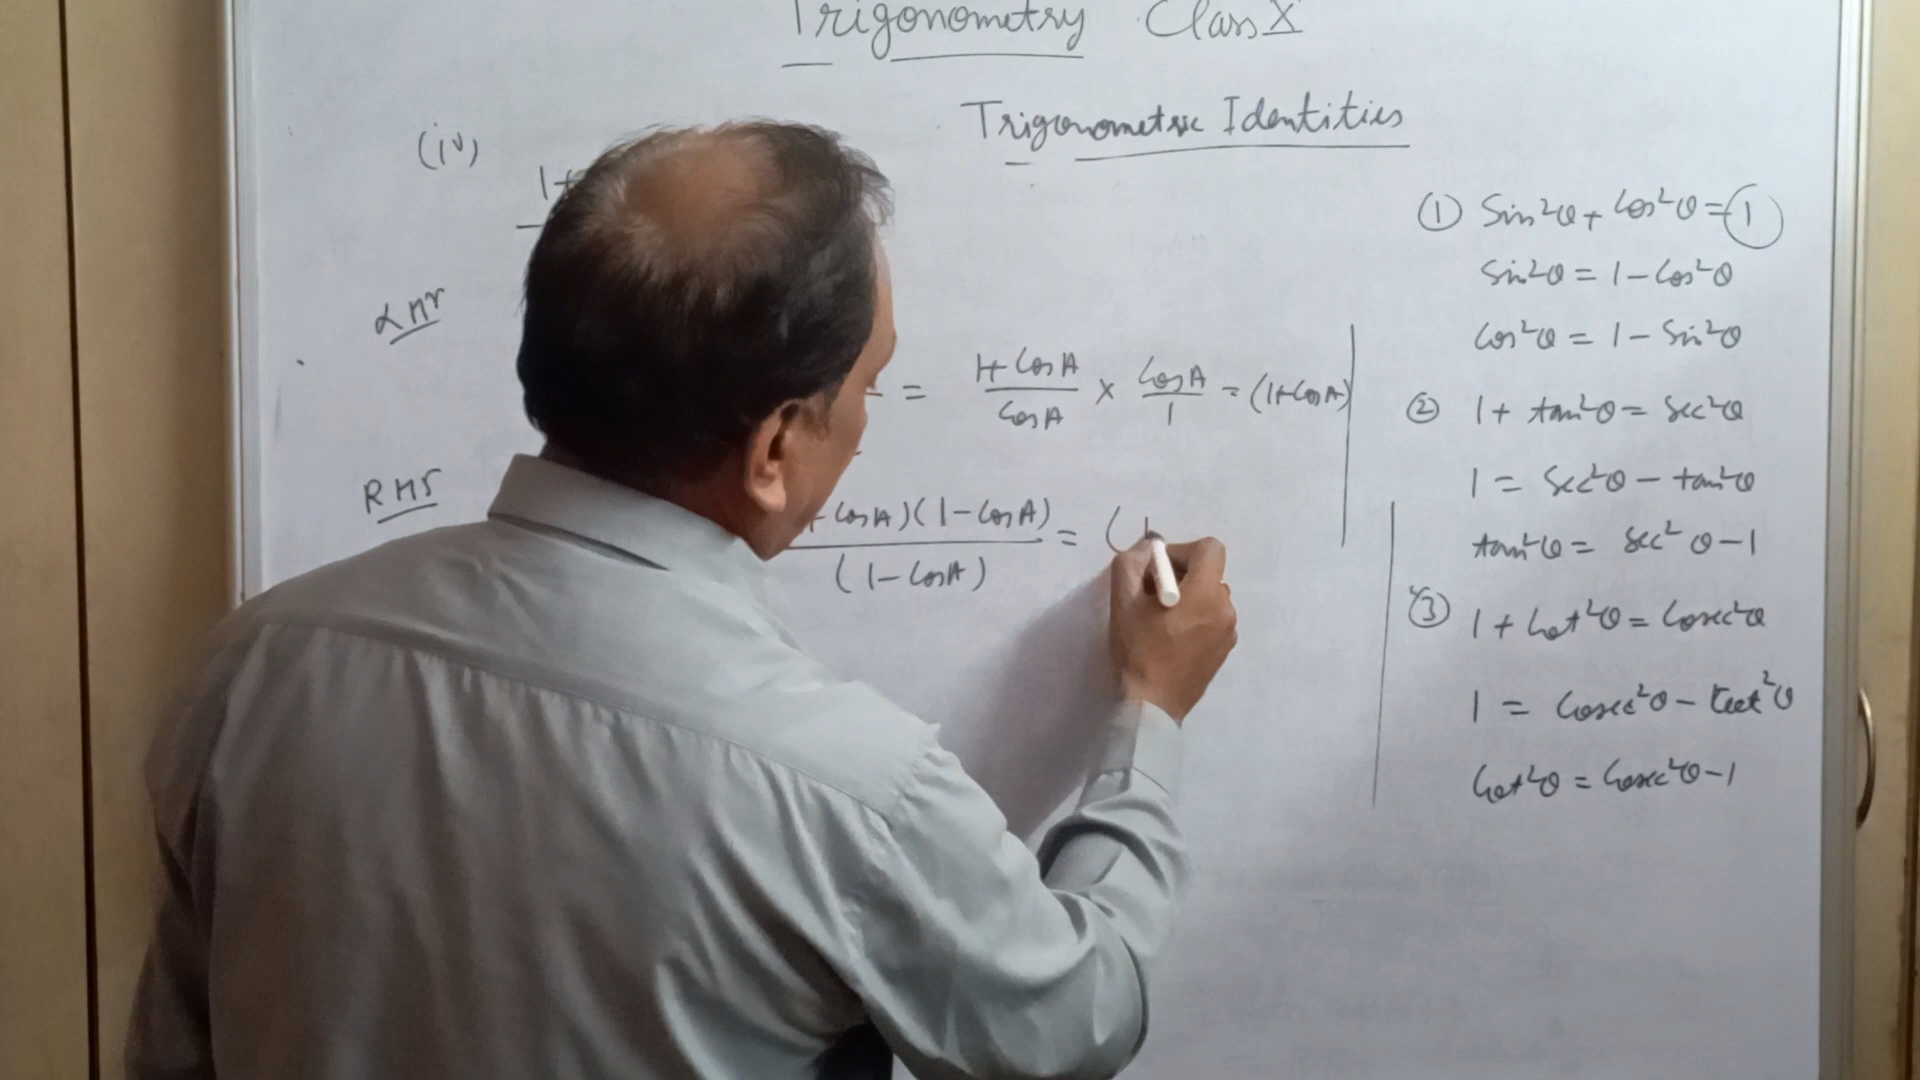 Trigonometry Class X
Trigonometric Identities
(iv)
1+
LHS
= 1+CosA/CosA × CosA/1 = (1+CosA)
RHS
+CosA)(1-CosA)/(1-CosA) = (1
① Sin²θ + Cos²θ = 1
Sin²θ = 1 - Cos²θ
Cos²θ = 1 - Sin²θ
② 1 + tan²θ = Sec²θ
1 = Sec²θ - tan²θ
tan²θ = Sec²θ - 1
③ 1 + Cot²θ = Cosec²θ
1 = Cosec²θ - Cot²θ
Cot²θ = Cosec²θ - 1